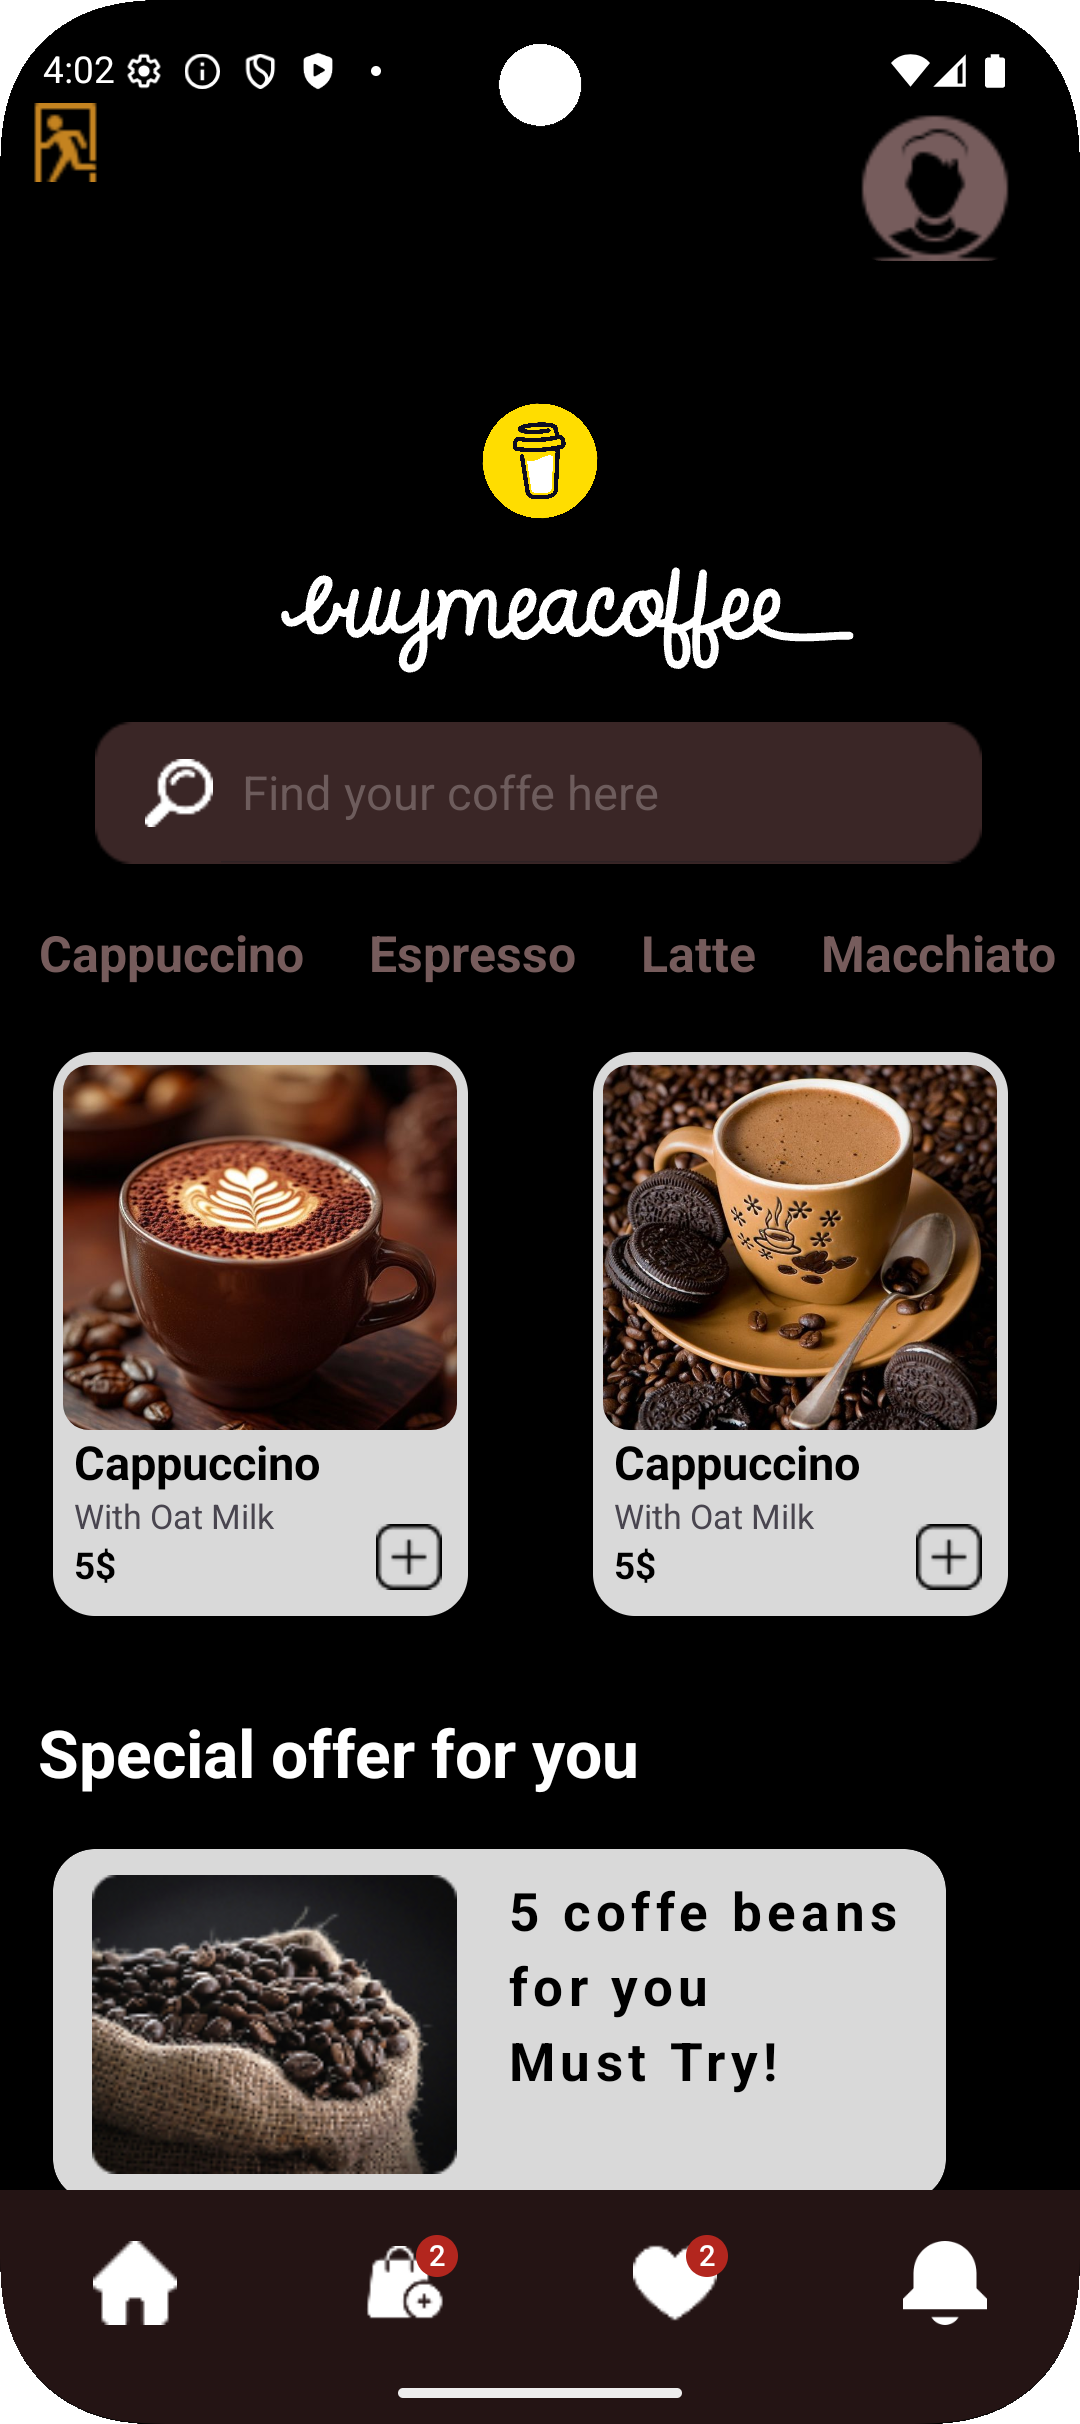 4:02
buymeacoffee
Find your coffe here
Cappuccino Espresso Latte Macchiato
Cappuccino
With Oat Milk
5$
Cappuccino
With Oat Milk
5$
Special offer for you
5 coffe beans
for you
Must Try!
2 2